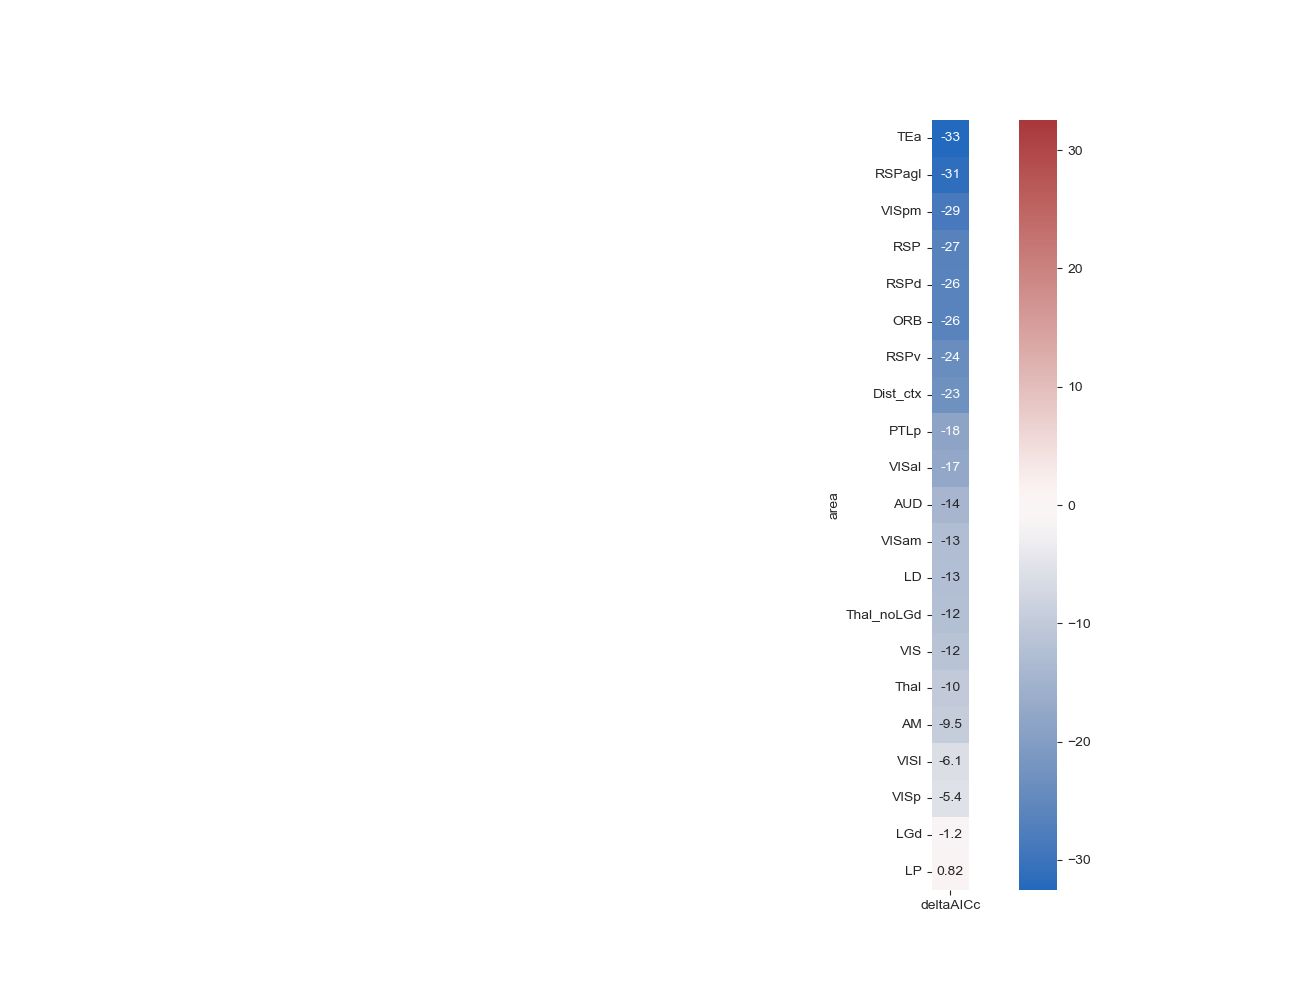 TEa -33
RSPagl -31
VISpm -29
RSP -27
RSPd -26
ORB -26
RSPv -24
Dist_ctx -23
PTLp -18
VISal -17
AUD -14
VISam -13
LD -13
Thal_noLGd -12
VIS -12
Thal -10
AM -9.5
VISl -6.1
VISp -5.4
LGd -1.2
LP 0.82
area
deltaAICc
30
20
10
0
−10
−20
−30